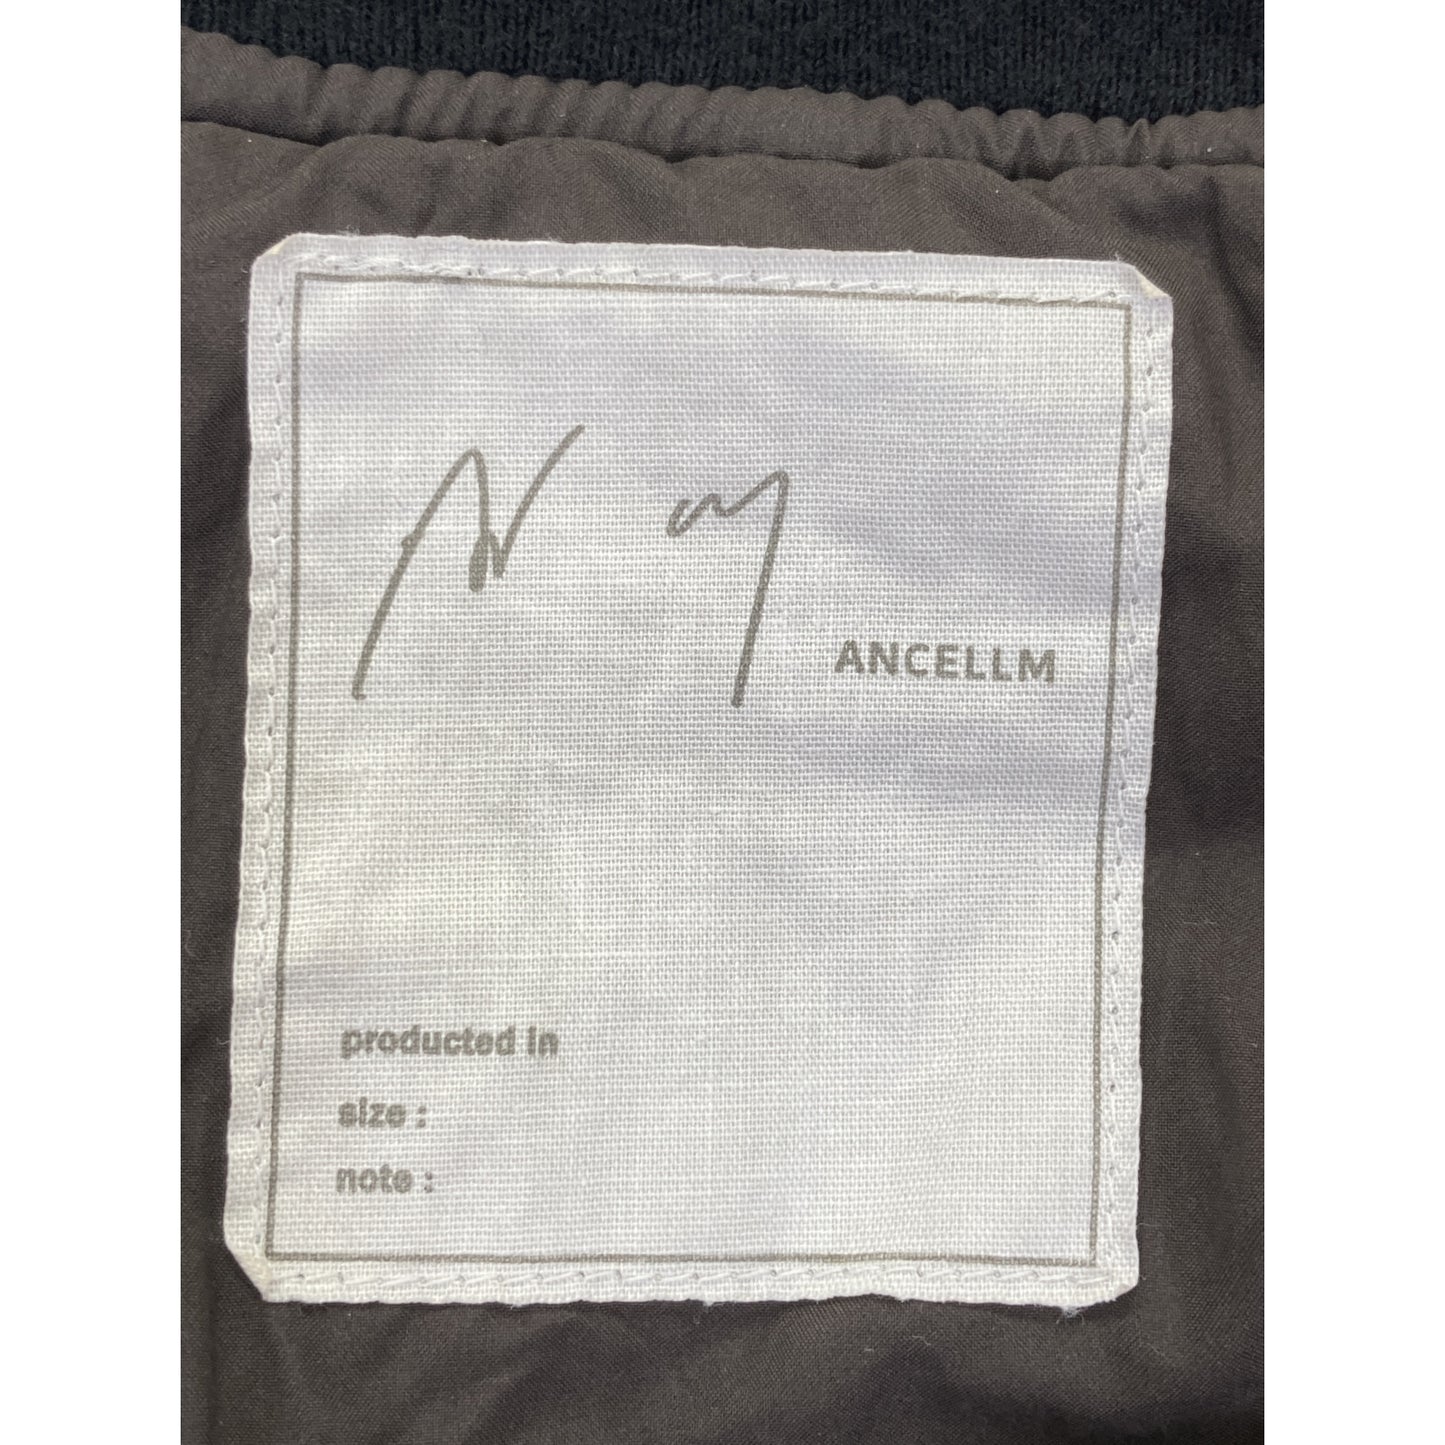 ANCELLM
producted in
size :
note :